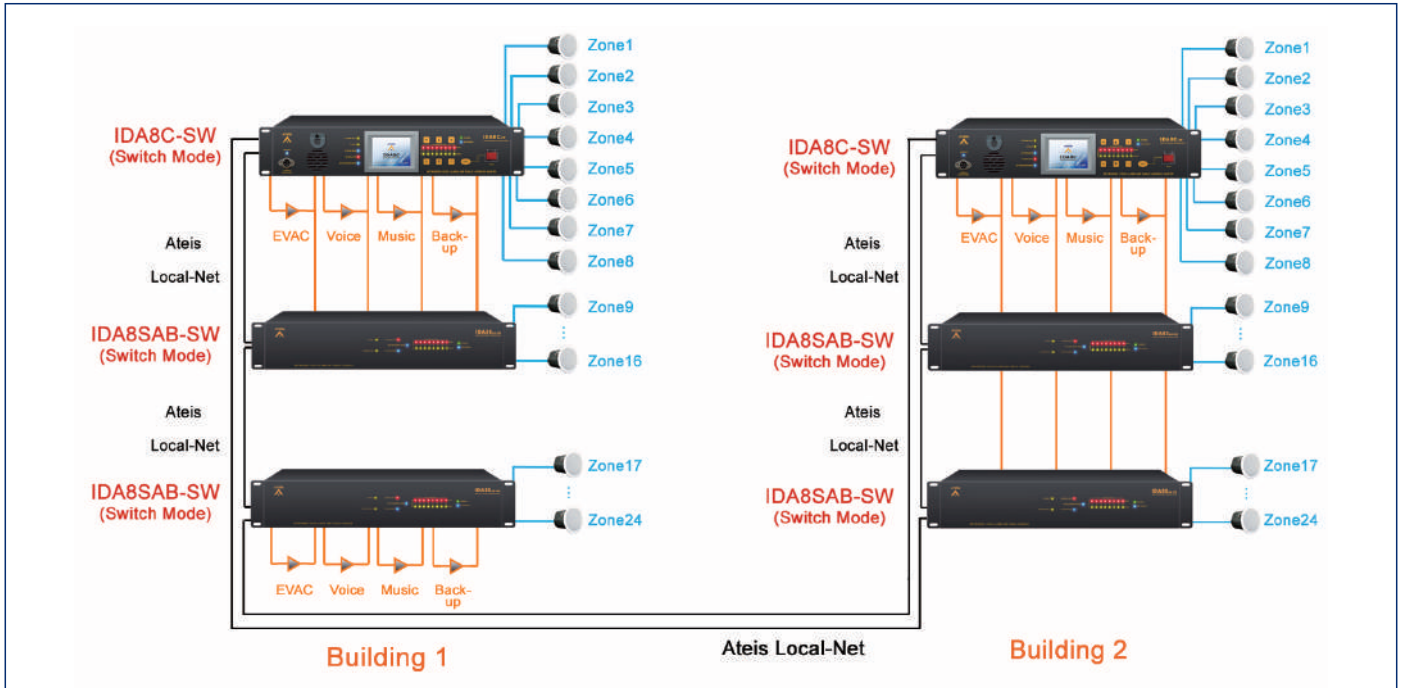 Zone1
Zone2
Zone3
Zone4
Zone5
Zone6
Zone7
Zone8
IDA8C-SW
(Switch Mode)
EVAC
Voice
Music
Back-
up
Ateis
Local-Net
IDA8SAB-SW
(Switch Mode)
Zone9
Zone16
Ateis
Local-Net
IDA8SAB-SW
(Switch Mode)
Zone17
Zone24
EVAC
Voice
Music
Back-
up
Building 1
Zone1
Zone2
Zone3
Zone4
Zone5
Zone6
Zone7
Zone8
IDA8C-SW
(Switch Mode)
EVAC
Voice
Music
Back-
up
Ateis
Local-Net
IDA8SAB-SW
(Switch Mode)
Zone9
Zone16
Ateis
Local-Net
IDA8SAB-SW
(Switch Mode)
Zone17
Zone24
Ateis Local-Net
Building 2